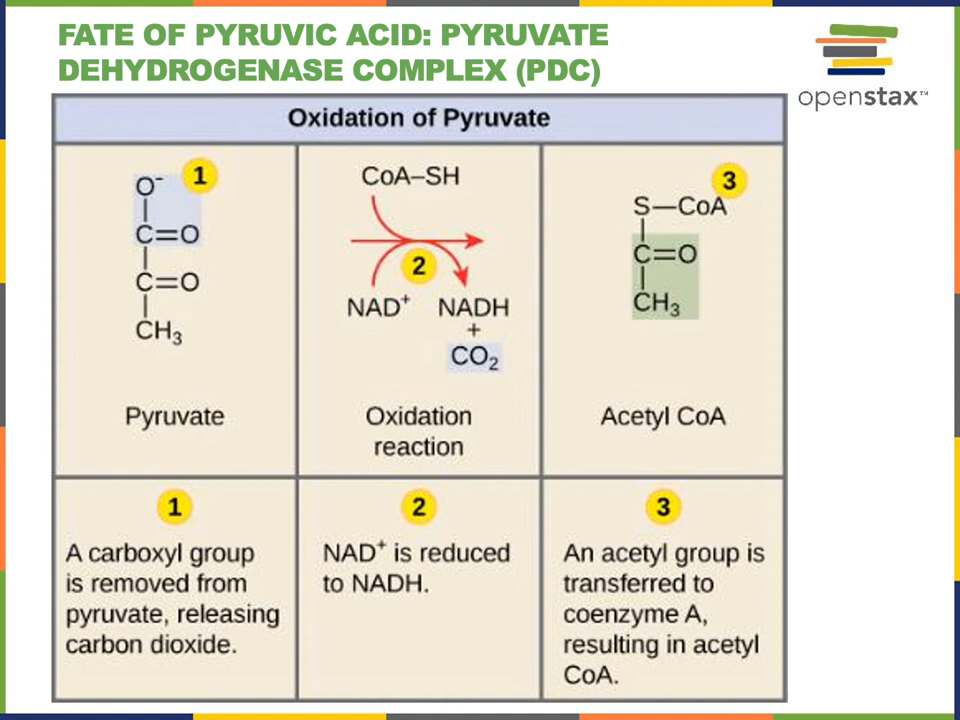 FATE OF PYRUVIC ACID: PYRUVATE
DEHYDROGENASE COMPLEX (PDC)
openstax™
Oxidation of Pyruvate
1
O⁻
C=O
C=O
CH₃
Pyruvate
CoA–SH
2
NAD⁺ NADH
+
CO₂
Oxidation
reaction
3
S—CoA
C=O
CH₃
Acetyl CoA
1
A carboxyl group
is removed from
pyruvate, releasing
carbon dioxide.
2
NAD⁺ is reduced
to NADH.
3
An acetyl group is
transferred to
coenzyme A,
resulting in acetyl
CoA.